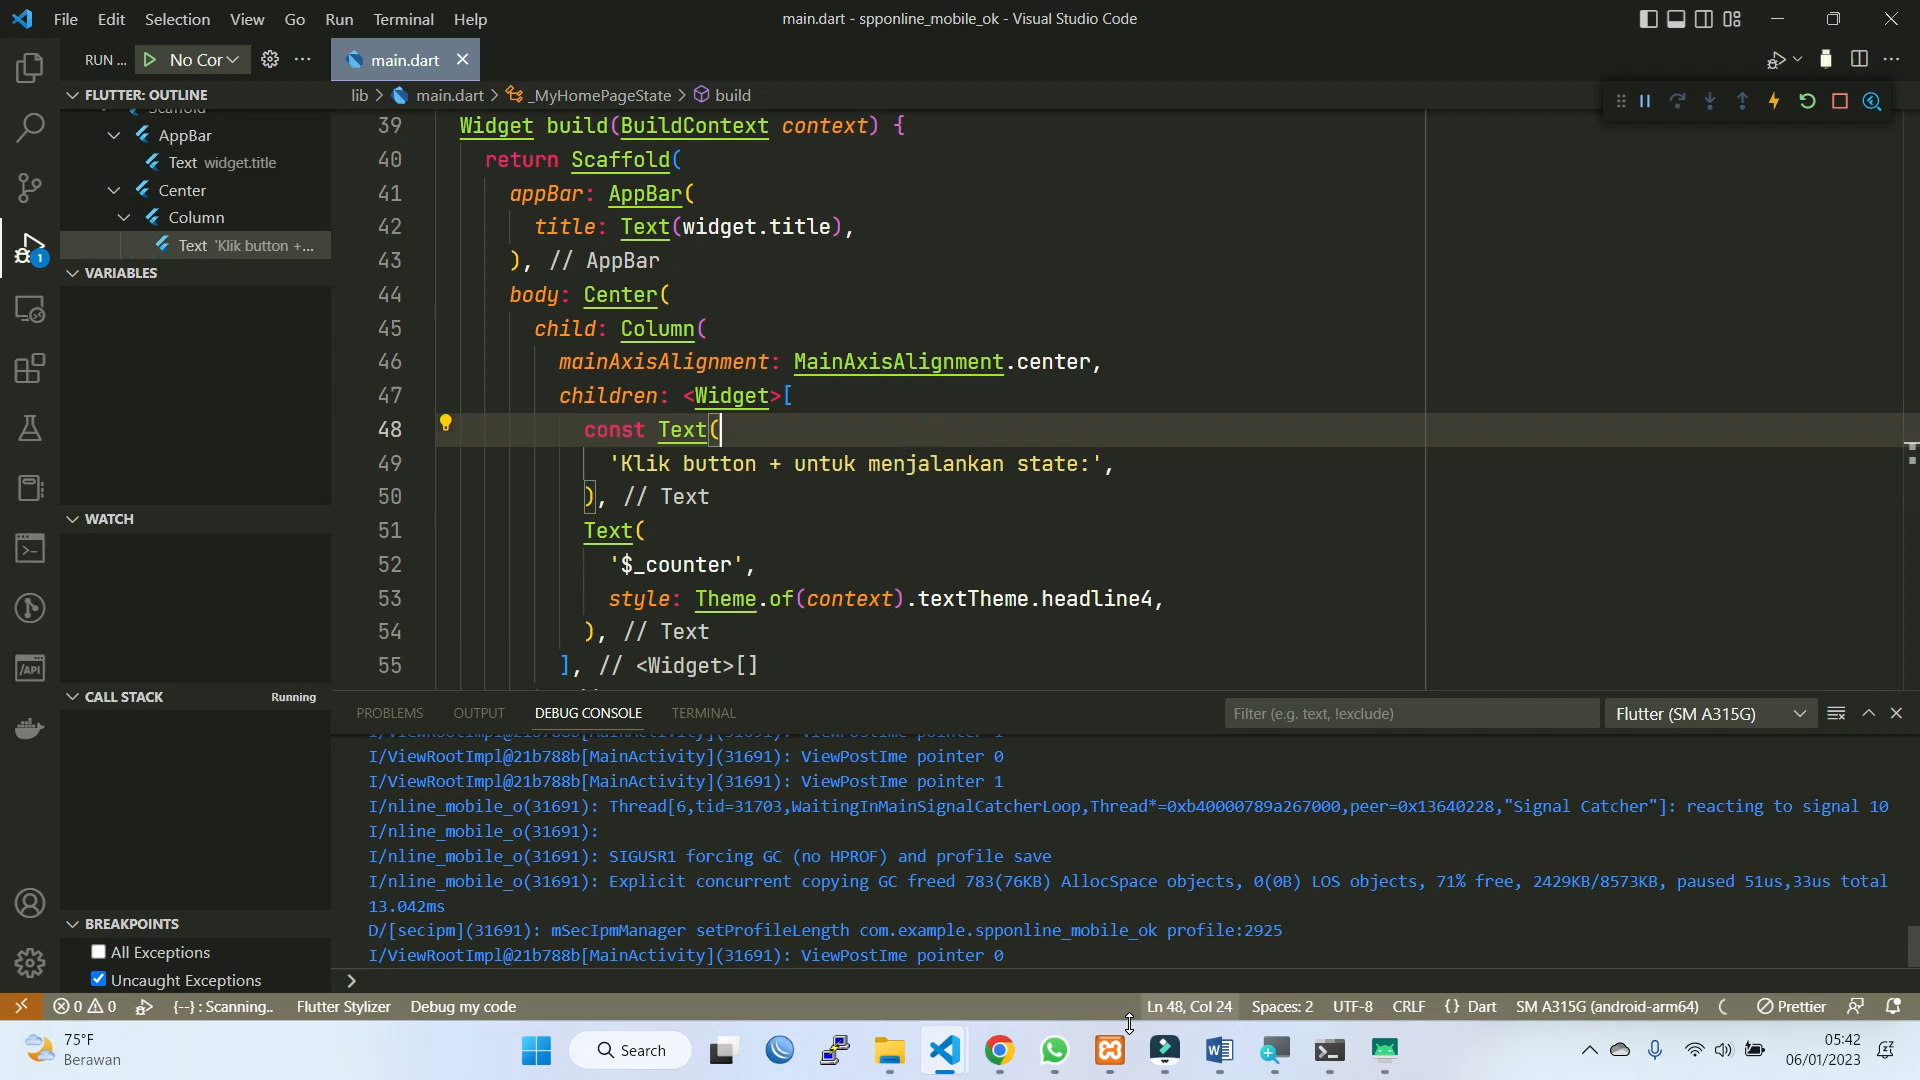 File Edit Selection View Go Run Terminal Help
main.dart - spponline_mobile_ok - Visual Studio Code
RUN ... No Cor
main.dart
FLUTTER: OUTLINE
lib > main.dart > _MyHomePageState > build
Scaffold
AppBar
Text widget.title
Center
Column
Text 'Klik button +...
VARIABLES
WATCH
CALL STACK Running
BREAKPOINTS
All Exceptions
Uncaught Exceptions
1
/API
39 Widget build(BuildContext context) {
40 return Scaffold(
41 appBar: AppBar(
42 title: Text(widget.title),
43 ), // AppBar
44 body: Center(
45 child: Column(
46 mainAxisAlignment: MainAxisAlignment.center,
47 children: <Widget>[
48 const Text(
49 'Klik button + untuk menjalankan state:',
50 ), // Text
51 Text(
52 '$_counter',
53 style: Theme.of(context).textTheme.headline4,
54 ), // Text
55 ], // <Widget>[]
PROBLEMS OUTPUT DEBUG CONSOLE TERMINAL Filter (e.g. text, !exclude) Flutter (SM A315G)
I/ViewRootImpl@21b788b[MainActivity](31691): ViewPostIme pointer 1
I/ViewRootImpl@21b788b[MainActivity](31691): ViewPostIme pointer 0
I/ViewRootImpl@21b788b[MainActivity](31691): ViewPostIme pointer 1
I/nline_mobile_o(31691): Thread[6,tid=31703,WaitingInMainSignalCatcherLoop,Thread*=0xb40000789a267000,peer=0x13640228,"Signal Catcher"]: reacting to signal 10
I/nline_mobile_o(31691):
I/nline_mobile_o(31691): SIGUSR1 forcing GC (no HPROF) and profile save
I/nline_mobile_o(31691): Explicit concurrent copying GC freed 783(76KB) AllocSpace objects, 0(0B) LOS objects, 71% free, 2429KB/8573KB, paused 51us,33us total
13.042ms
D/[secipm](31691): mSecIpmManager setProfileLength com.example.spponline_mobile_ok profile:2925
I/ViewRootImpl@21b788b[MainActivity](31691): ViewPostIme pointer 0
>
0 0 {--} : Scanning.. Flutter Stylizer Debug my code Ln 48, Col 24 Spaces: 2 UTF-8 CRLF {} Dart SM A315G (android-arm64) Prettier
75°F
Berawan
Search
05:42
06/01/2023